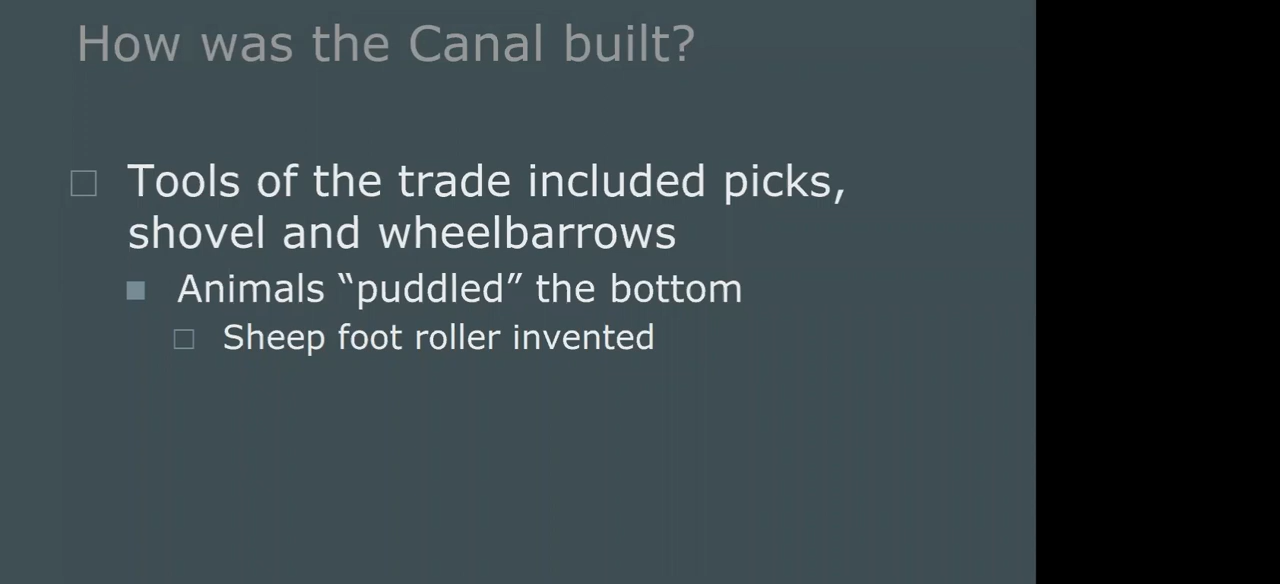 How was the Canal built?
Tools of the trade included picks,
shovel and wheelbarrows
Animals “puddled” the bottom
Sheep foot roller invented